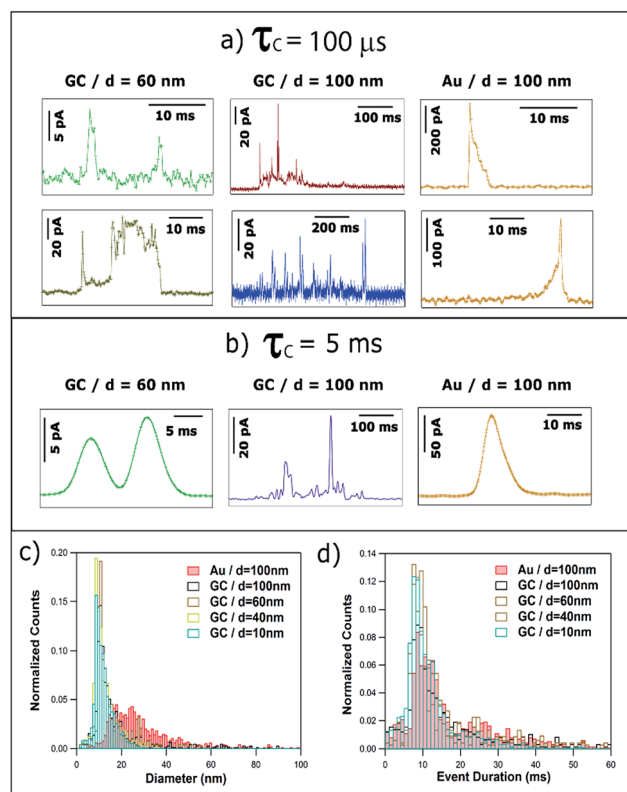 a) τC = 100 µs
GC / d = 60 nm
GC / d = 100 nm
Au / d = 100 nm
5 pA
10 ms
20 pA
100 ms
200 pA
10 ms
20 pA
10 ms
20 pA
200 ms
100 pA
10 ms
b) τC = 5 ms
GC / d = 60 nm
GC / d = 100 nm
Au / d = 100 nm
5 pA
5 ms
20 pA
100 ms
50 pA
10 ms
c)
0.20
0.15
0.10
0.05
0.00
Normalized Counts
Au / d=100nm
GC / d=100nm
GC / d=60nm
GC / d=40nm
GC / d=10nm
0
20
40
60
80
100
Diameter (nm)
d)
0.14
0.12
0.10
0.08
0.06
0.04
0.02
0.00
Normalized Counts
Au / d=100nm
GC / d=100nm
GC / d=60nm
GC / d=40nm
GC / d=10nm
0
10
20
30
40
50
60
Event Duration (ms)